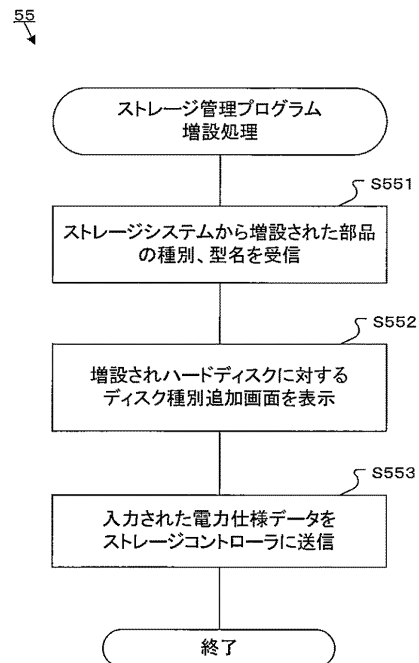 55
ストレージ管理プログラム
増設処理
S551
ストレージシステムから増設された部品
の種別、型名を受信
S552
増設されハードディスクに対する
ディスク種別追加画面を表示
S553
入力された電力仕様データを
ストレージコントローラに送信
終了